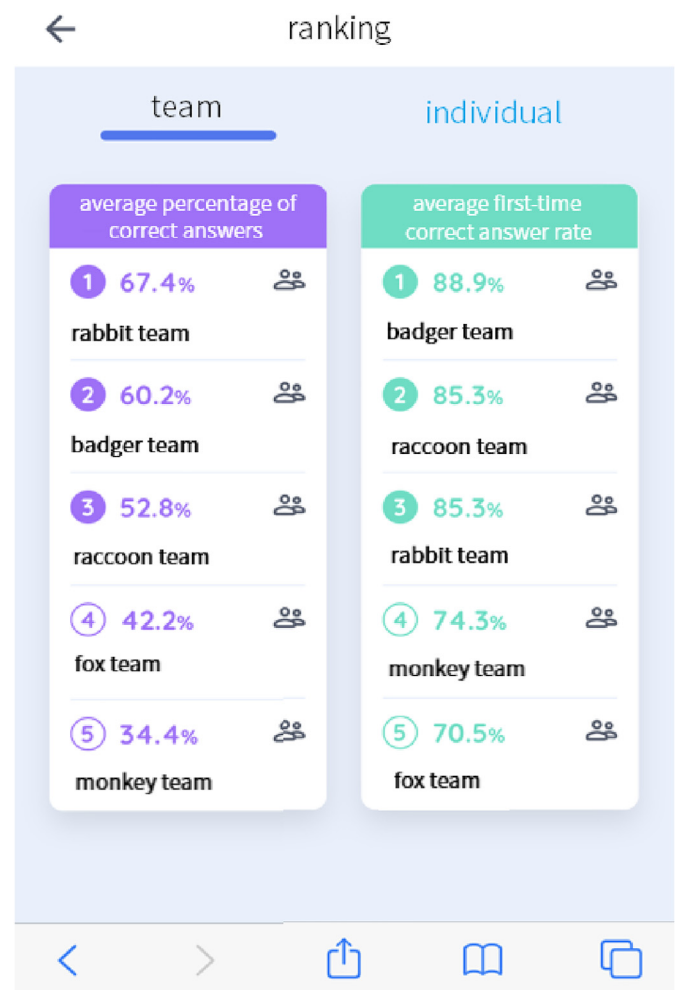 ranking
team
individual
average percentage of
correct answers
1 67.4%
rabbit team
2 60.2%
badger team
3 52.8%
raccoon team
4 42.2%
fox team
5 34.4%
monkey team
average first-time
correct answer rate
1 88.9%
badger team
2 85.3%
raccoon team
3 85.3%
rabbit team
4 74.3%
monkey team
5 70.5%
fox team